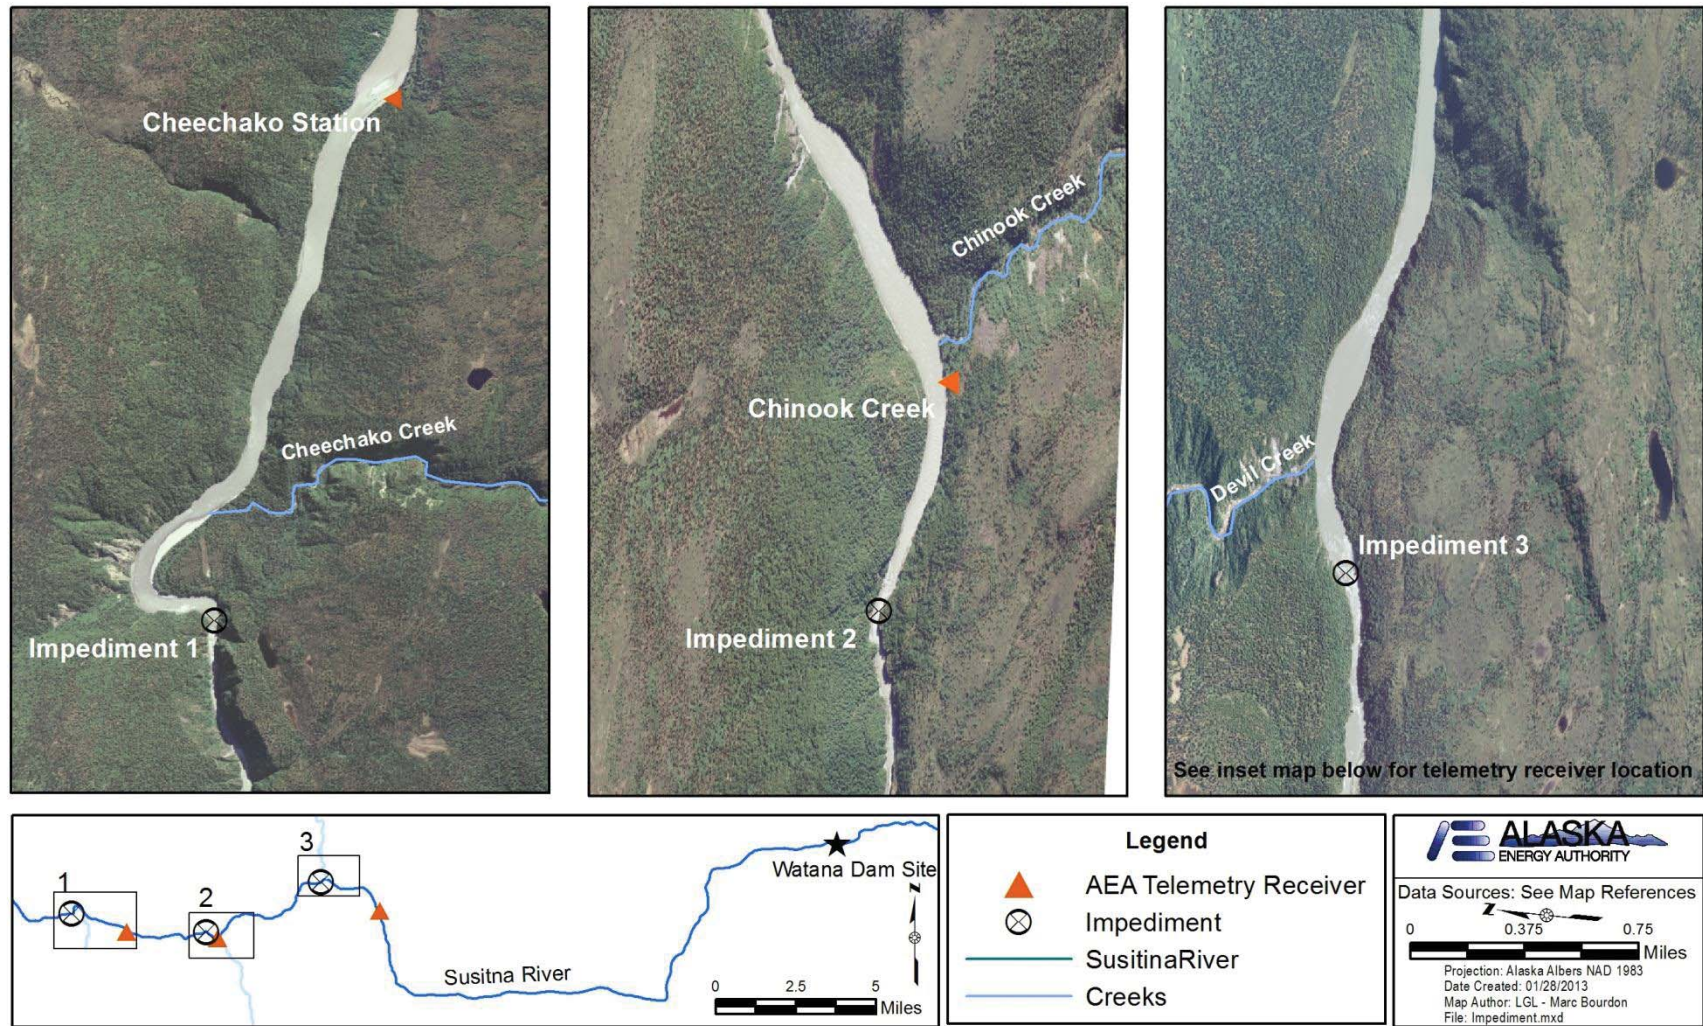 Cheechako Station
Cheechako Creek
Impediment 1
Chinook Creek
Chinook Creek
Impediment 2
Devil Creek
Impediment 3
See inset map below for telemetry receiver location
1
2
3
Watana Dam Site
N
Susitna River
0 2.5 5
Miles
Legend
AEA Telemetry Receiver
Impediment
SusitinaRiver
Creeks
AE ALASKA
ENERGY AUTHORITY
Data Sources: See Map References
N
0 0.375 0.75
Miles
Projection: Alaska Albers NAD 1983
Date Created: 01/28/2013
Map Author: LGL - Marc Bourdon
File: Impediment.mxd